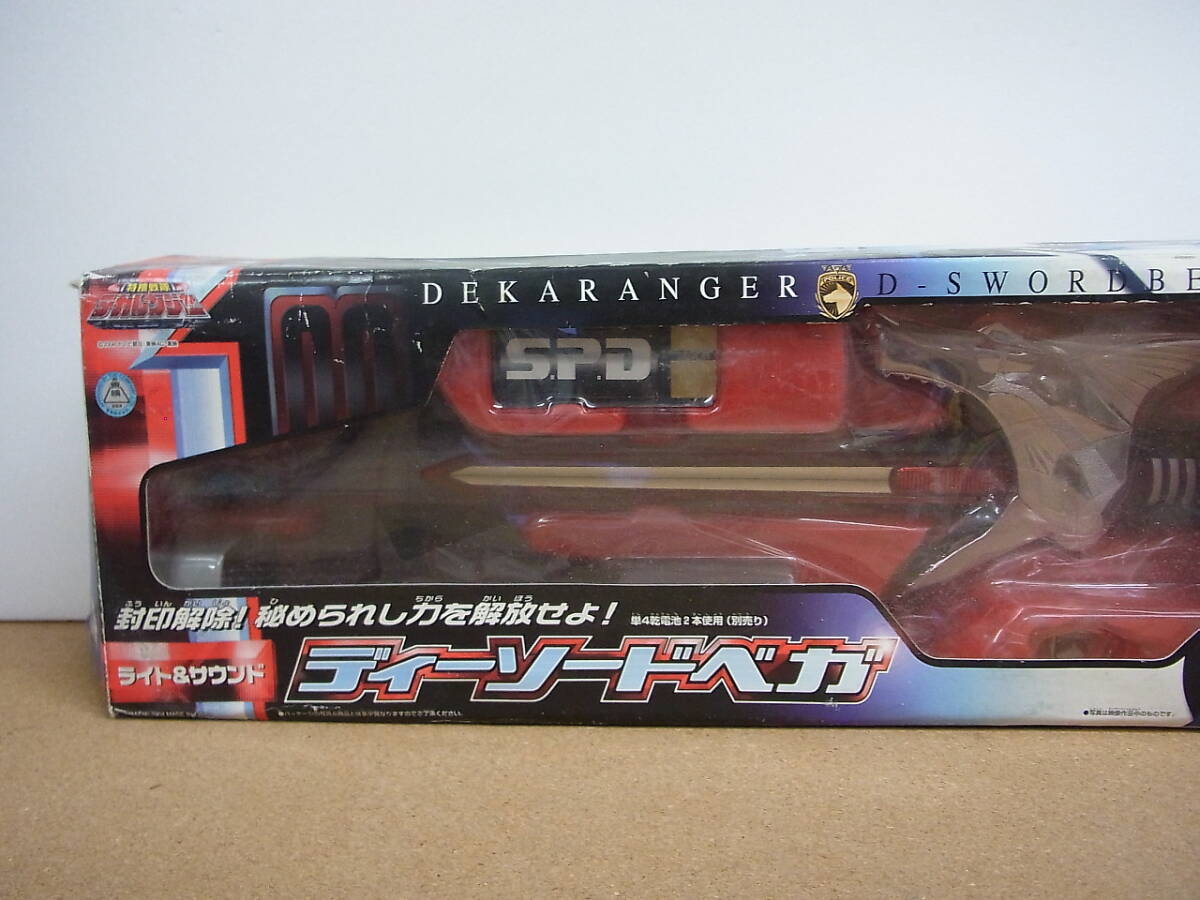 特捜戦隊
デカレンジャー
DEKARANGER
POLICE
D-SWORDBE
S.P.D
封印解除!秘められし力を解放せよ!
単4乾電池2本使用(別売り)
ライト&サウンド
ディーソードベガ